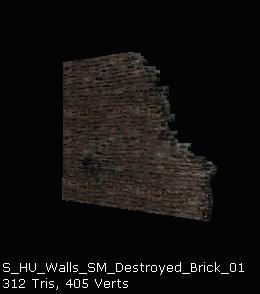 S_HU_Walls_SM_Destroyed_Brick_01
312 Tris, 405 Verts